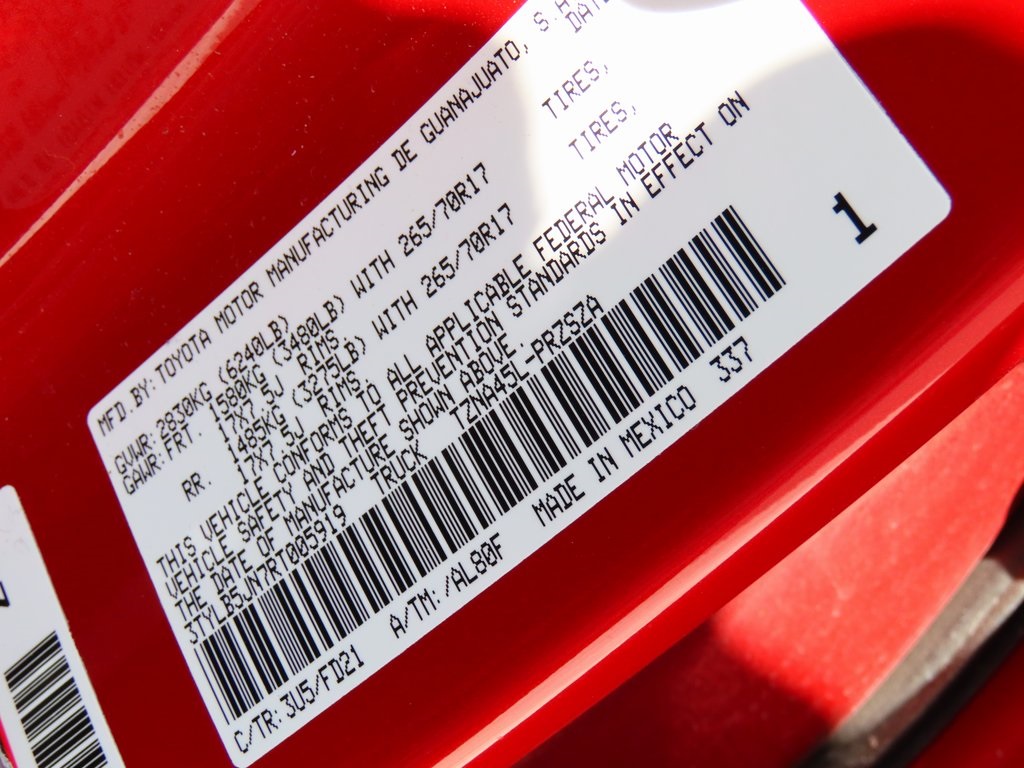 MFD.BY:TOYOTA MOTOR MANUFACTURING DE GUANAJUATO, S.
DATE
GVWR:2830KG (6240LB)
GAWR:FRT. 1580KG (3480LB) WITH 265/70R17 TIRES,
17X7.5J RIMS
RR. 1485KG (3275LB) WITH 265/70R17 TIRES,
17X7.5J RIMS
THIS VEHICLE CONFORMS TO ALL APPLICABLE FEDERAL MOTOR
VEHICLE SAFETY AND THEFT PREVENTION STANDARDS IN EFFECT ON
THE DATE OF MANUFACTURE SHOWN ABOVE.
3TYLB5JN7RT005919 TRUCK TZNA45L-PRZSZA
1
C/TR:3U5/FD21 A/TM:/AL80F MADE IN MEXICO 337